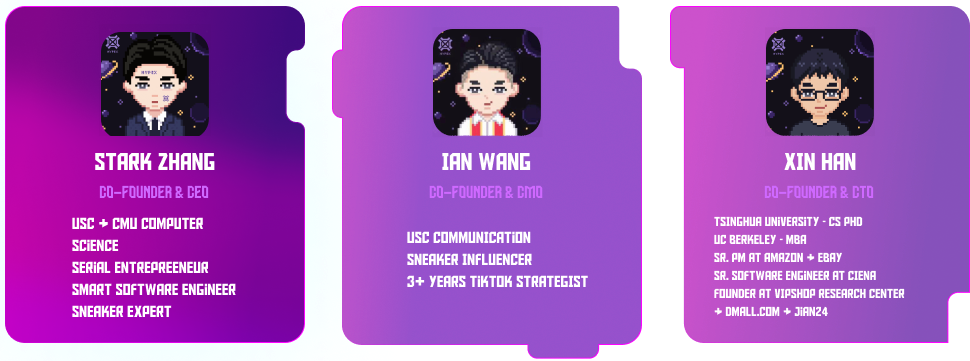 STARK ZHANG
CO-FOUNDER & CEO
USC + CMU COMPUTER
SCIENCE
SERIAL ENTREPREENEUR
SMART SOFTWARE ENGINEER
SNEAKER EXPERT
IAN WANG
CO-FOUNDER & CMO
USC COMMUNICATION
SNEAKER INFLUENCER
3+ YEARS TIKTOK STRATEGIST
XIN HAN
CO-FOUNDER & CTO
TSINGHUA UNIVERSITY - CS PHD
UC BERKELEY - MBA
SR. PM AT AMAZON + EBAY
SR. SOFTWARE ENGINEER AT CIENA
FOUNDER AT VIPSHOP RESEARCH CENTER
+ DMALL.COM + JIAN24